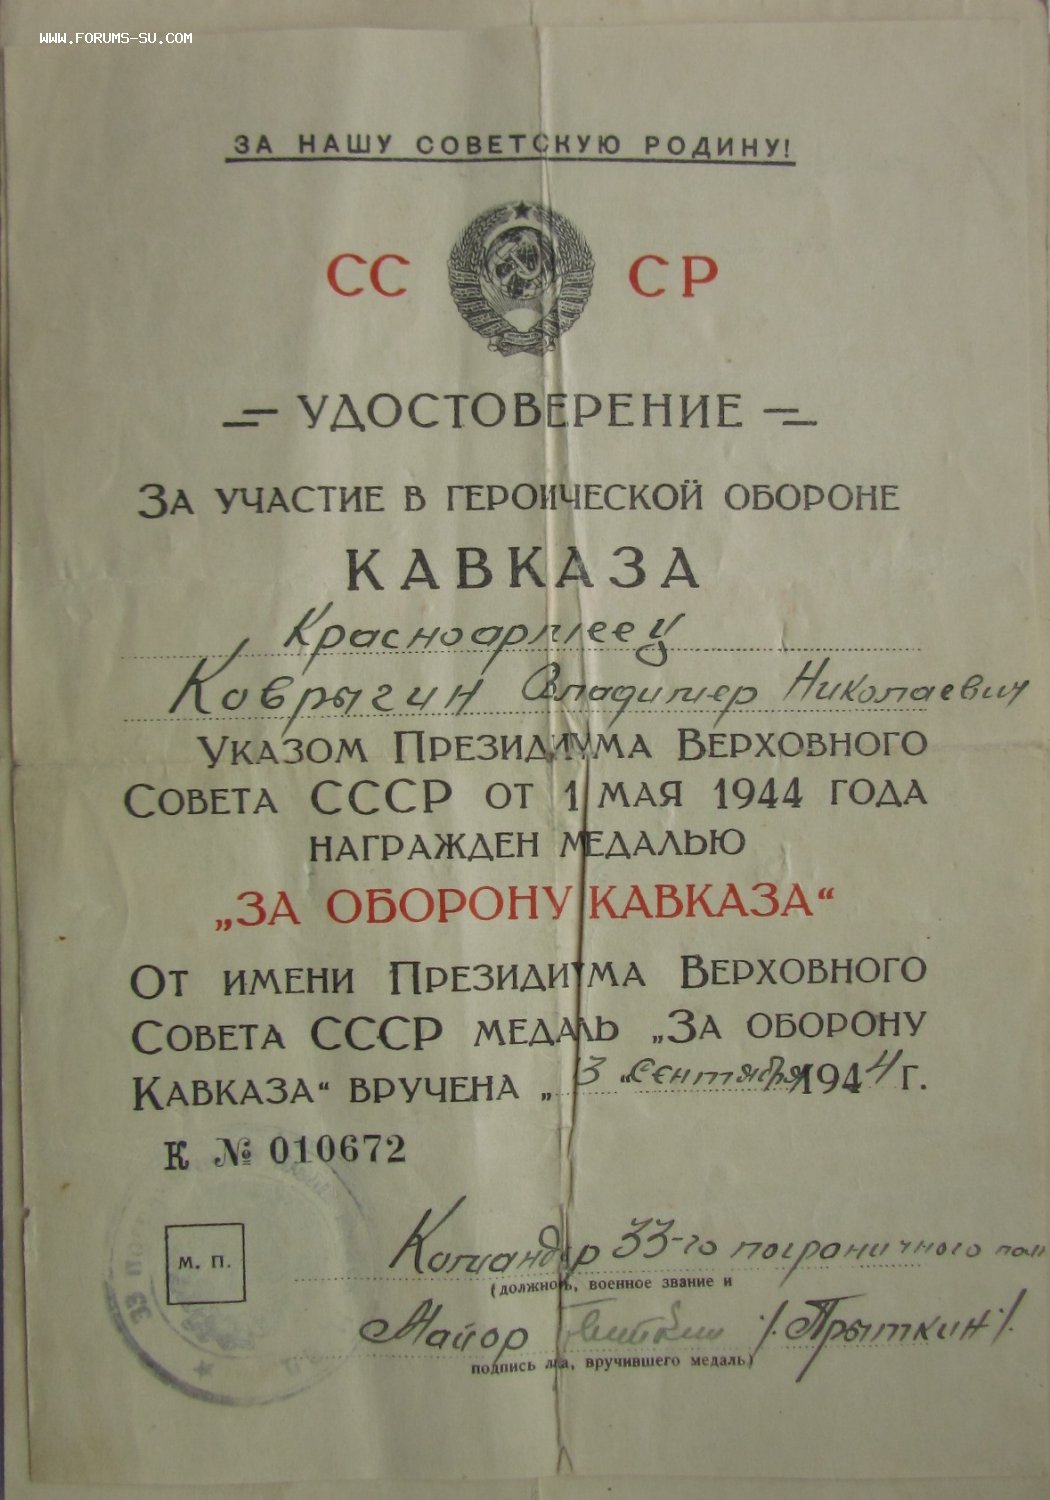 WWW.FORUMS-SU.COM
ЗА НАШУ СОВЕТСКУЮ РОДИНУ!
СС СР
УДОСТОВЕРЕНИЕ
ЗА УЧАСТИЕ В ГЕРОИЧЕСКОЙ ОБОРОНЕ
КАВКАЗА
Красноармеец
Коврыгин Владимир Николаевич
УКАЗОМ ПРЕЗИДИУМА ВЕРХОВНОГО
СОВЕТА СССР ОТ 1 МАЯ 1944 ГОДА
НАГРАЖДЕН МЕДАЛЬЮ
„ЗА ОБОРОНУ КАВКАЗА“
ОТ ИМЕНИ ПРЕЗИДИУМА ВЕРХОВНОГО
СОВЕТА СССР МЕДАЛЬ „ЗА ОБОРОНУ
КАВКАЗА“ ВРУЧЕНА „3 “ сентября 1944 Г.
К № 010672
М. П.
Командир 33-го пограничного пол
(должность, военное звание и
Майор /Прыткин/.
подпись лица, вручившего медаль)